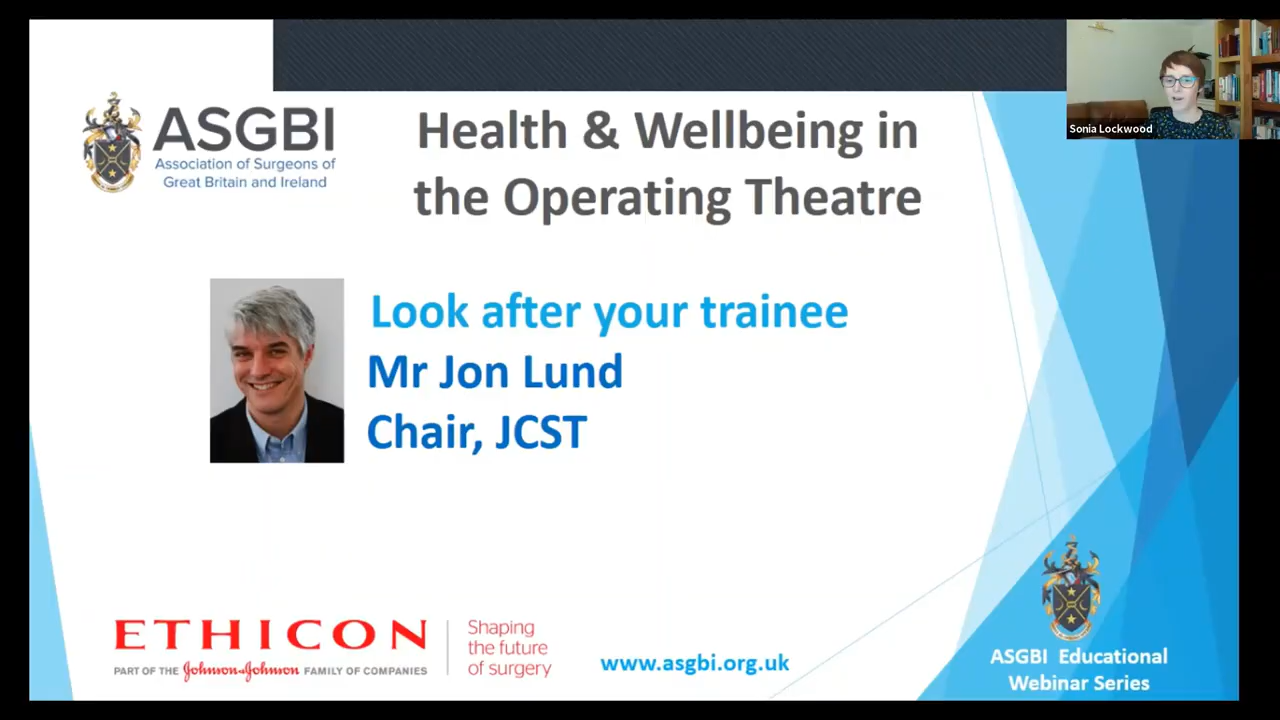 ASGBI
Association of Surgeons of
Great Britain and Ireland
Health & Wellbeing in
the Operating Theatre
Sonia Lockwood
Look after your trainee
Mr Jon Lund
Chair, JCST
ETHICON
PART OF THE Johnson & Johnson FAMILY OF COMPANIES
Shaping
the future
of surgery
www.asgbi.org.uk
ASGBI Educational
Webinar Series